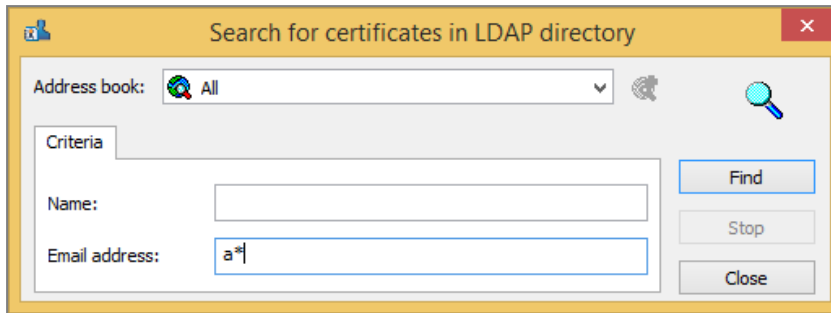 Search for certificates in LDAP directory
Address book: All
Criteria
Name:
Email address: a*
Find
Stop
Close